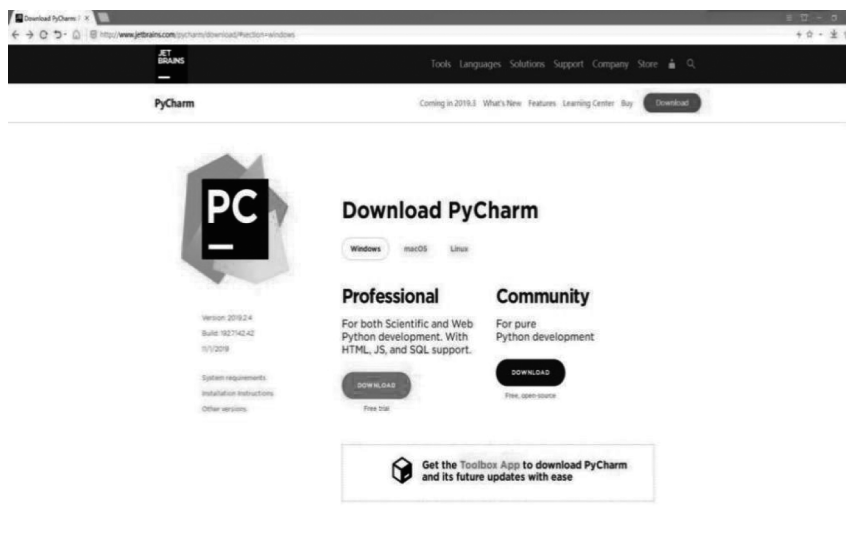 Download PyCharm:
http://www.jetbrains.com/pycharm/download/#section=windows
JET
BRAINS
Tools Languages Solutions Support Company Store
PyCharm
Coming in 2019.3 What's New Features Learning Center Buy Download
PC
Download PyCharm
Windows macOS Linux
Professional
For both Scientific and Web
Python development. With
HTML, JS, and SQL support.
DOWNLOAD
Free trial
Community
For pure
Python development
DOWNLOAD
Free, open-source
Version: 2019.2.4
Build: 192.7142.42
11/1/2019
System requirements
Installation Instructions
Other versions
Get the Toolbox App to download PyCharm
and its future updates with ease